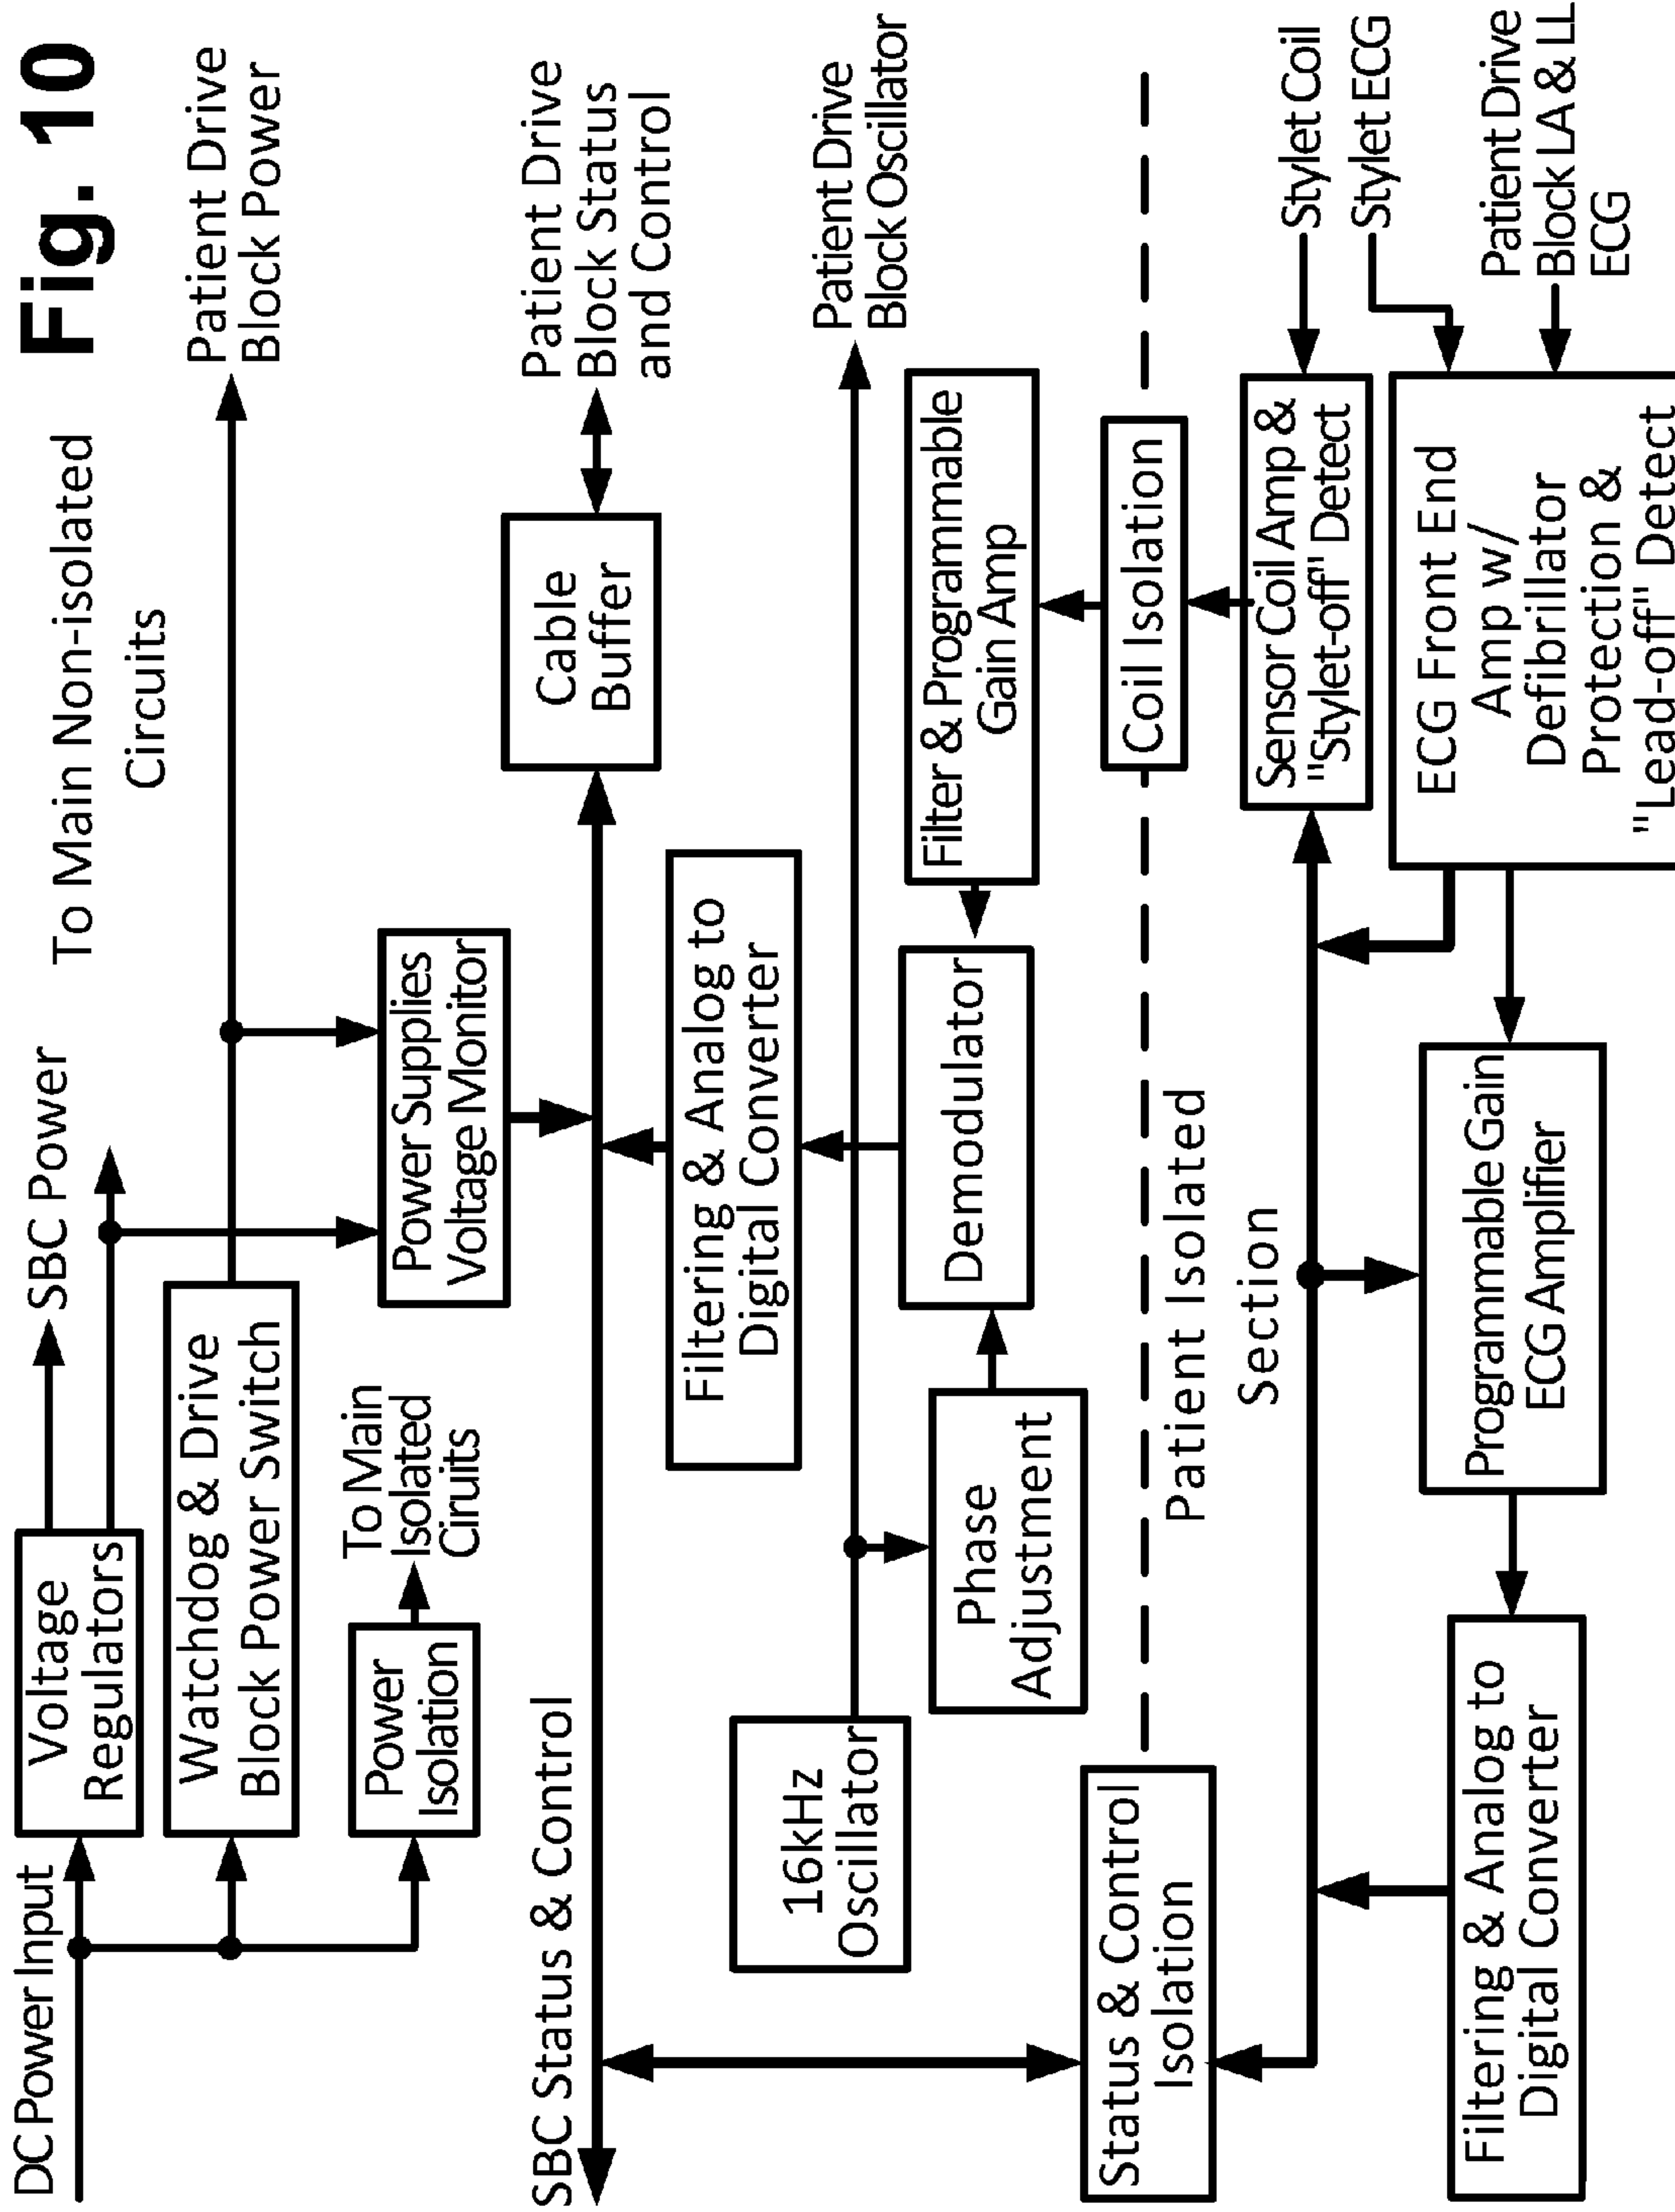 Fig. 10
DC Power Input
Voltage
Regulators
SBC Power
To Main Non-isolated
Circuits
Watchdog & Drive
Block Power Switch
Patient Drive
Block Power
Power
Isolation
To Main
Isolated
Ciruits
Power Supplies
Voltage Monitor
SBC Status & Control
Cable
Buffer
Patient Drive
Block Status
and Control
Filtering & Analog to
Digital Converter
16kHz
Oscillator
Patient Drive
Block Oscillator
Phase
Adjustment
Demodulator
Filter & Programmable
Gain Amp
Status & Control
Isolation
Patient Isolated
Section
Coil Isolation
Sensor Coil Amp &
"Stylet-off" Detect
Stylet Coil
Stylet ECG
Filtering & Analog to
Digital Converter
Programmable Gain
ECG Amplifier
ECG Front End
Amp w/
Defibrillator
Protection &
"Lead-off" Detect
Patient Drive
Block LA & LL
ECG